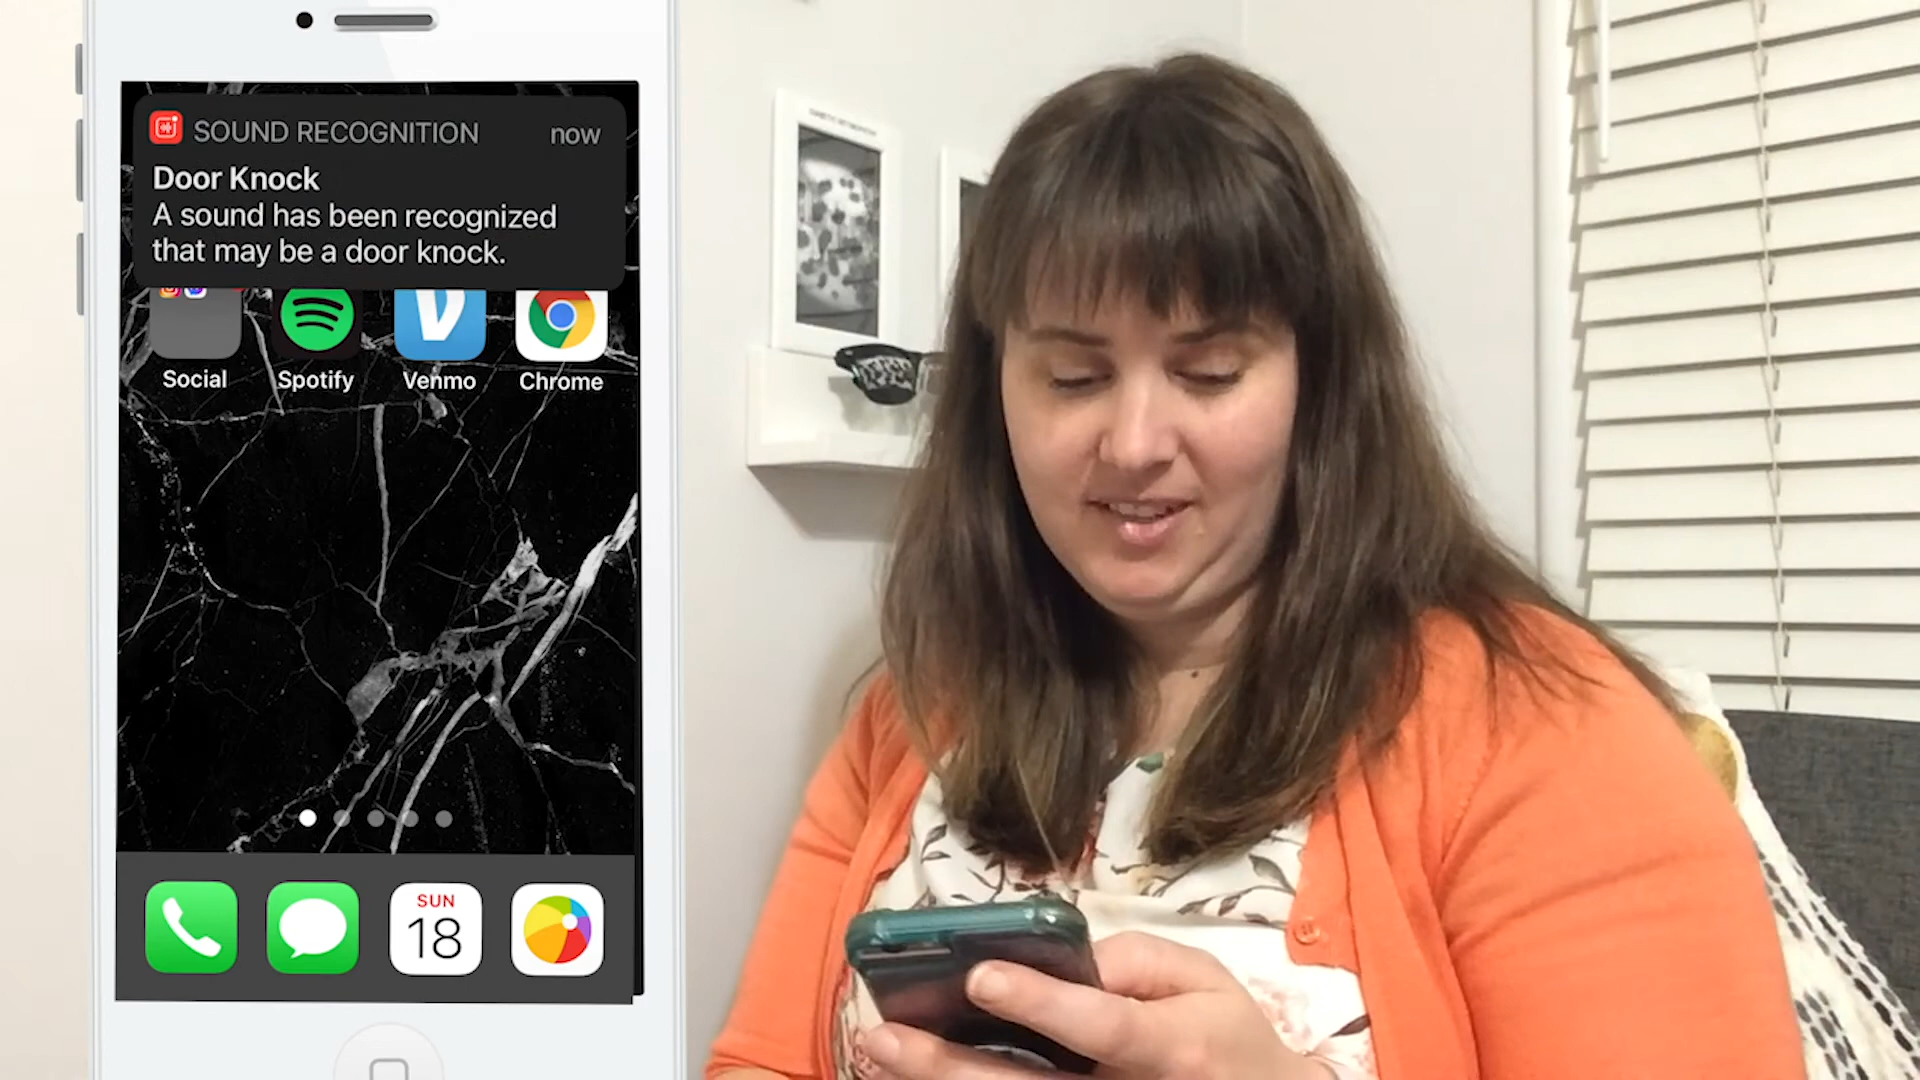 SOUND RECOGNITION now
Door Knock
A sound has been recognized
that may be a door knock.
Social Spotify Venmo Chrome
SUN
18